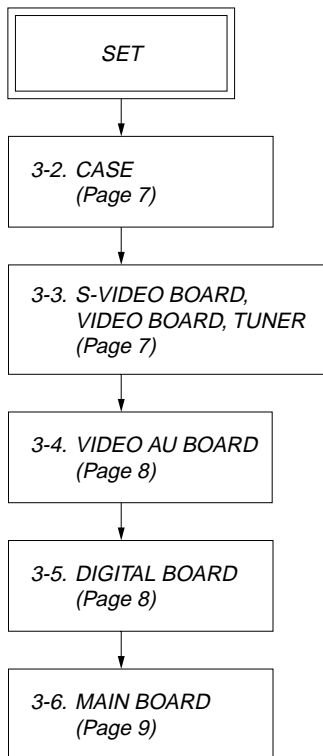 SET
3-2. CASE
(Page 7)
3-3. S-VIDEO BOARD,
VIDEO BOARD, TUNER
(Page 7)
3-4. VIDEO AU BOARD
(Page 8)
3-5. DIGITAL BOARD
(Page 8)
3-6. MAIN BOARD
(Page 9)